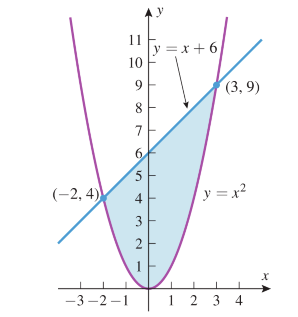 y
11
y = x + 6
10
9
(3, 9)
8
7
6
5
(−2, 4)
4
y = x²
3
2
1
x
−3 −2 −1 1 2 3 4